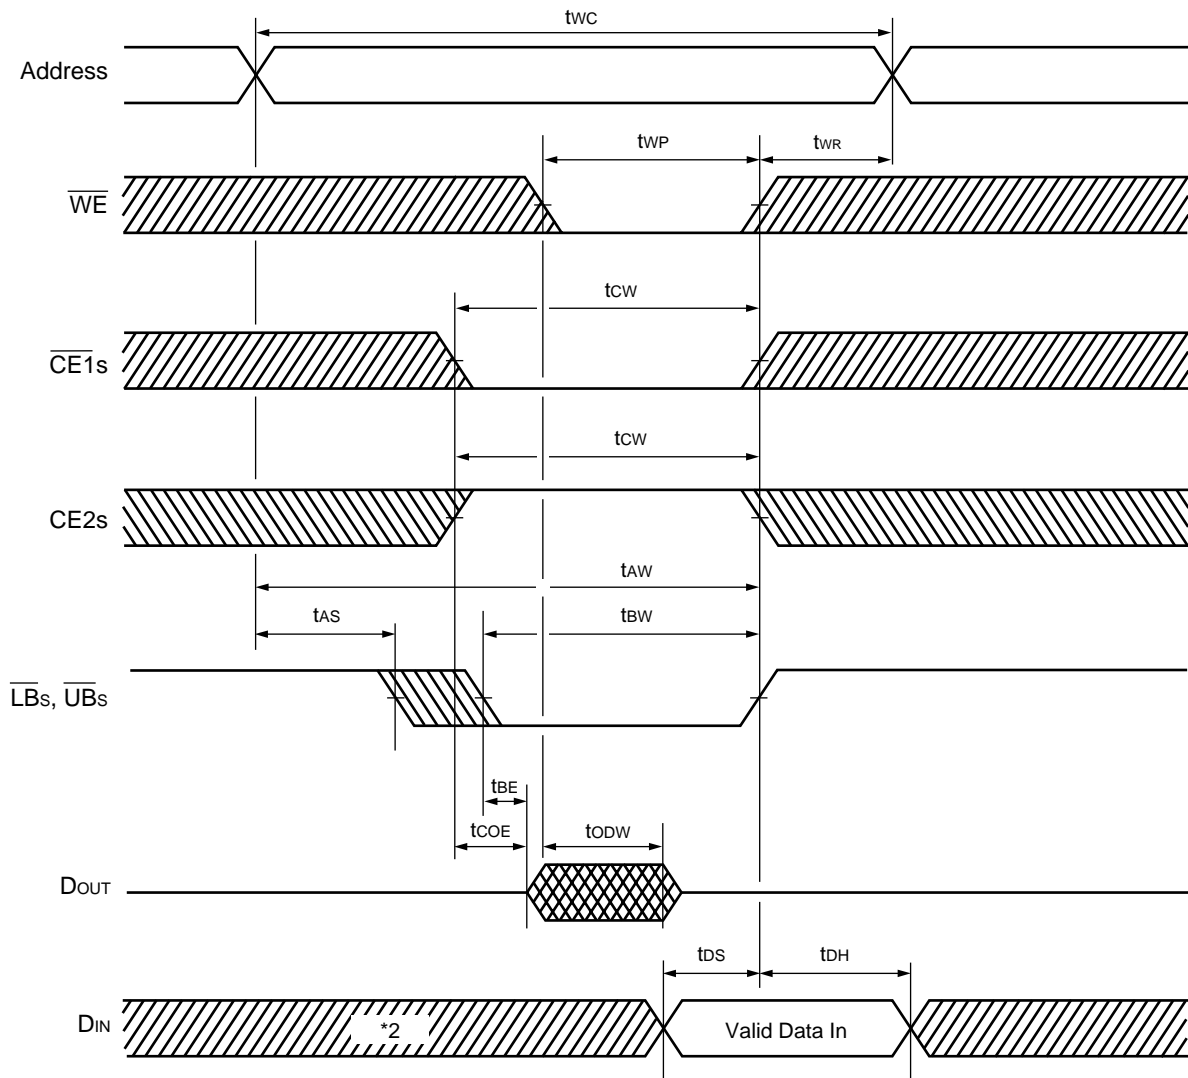 tWC
Address
tWP
tWR
WE
tCW
CE1s
tCW
CE2s
tAW
tAS
tBW
LBS, UBS
tBE
tCOE
tODW
DOUT
tDS
tDH
DIN
*2
Valid Data In